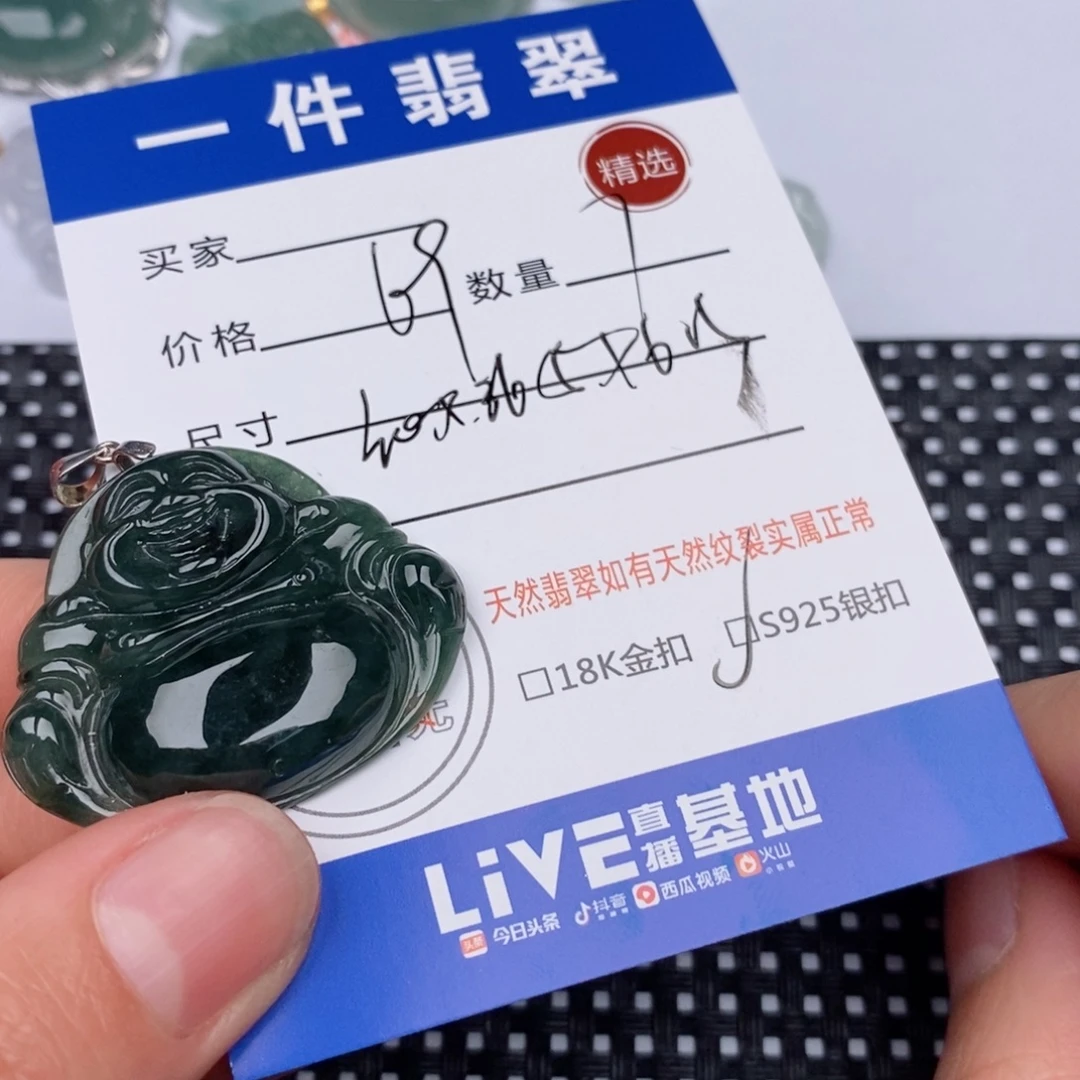 一件翡翠
精选
买家
数量
价格
尺寸
天然翡翠如有天然纹裂实属正常
□18K金扣 □S925银扣
LiVE直播基地
头条 今日头条 抖音 西瓜视频 火山